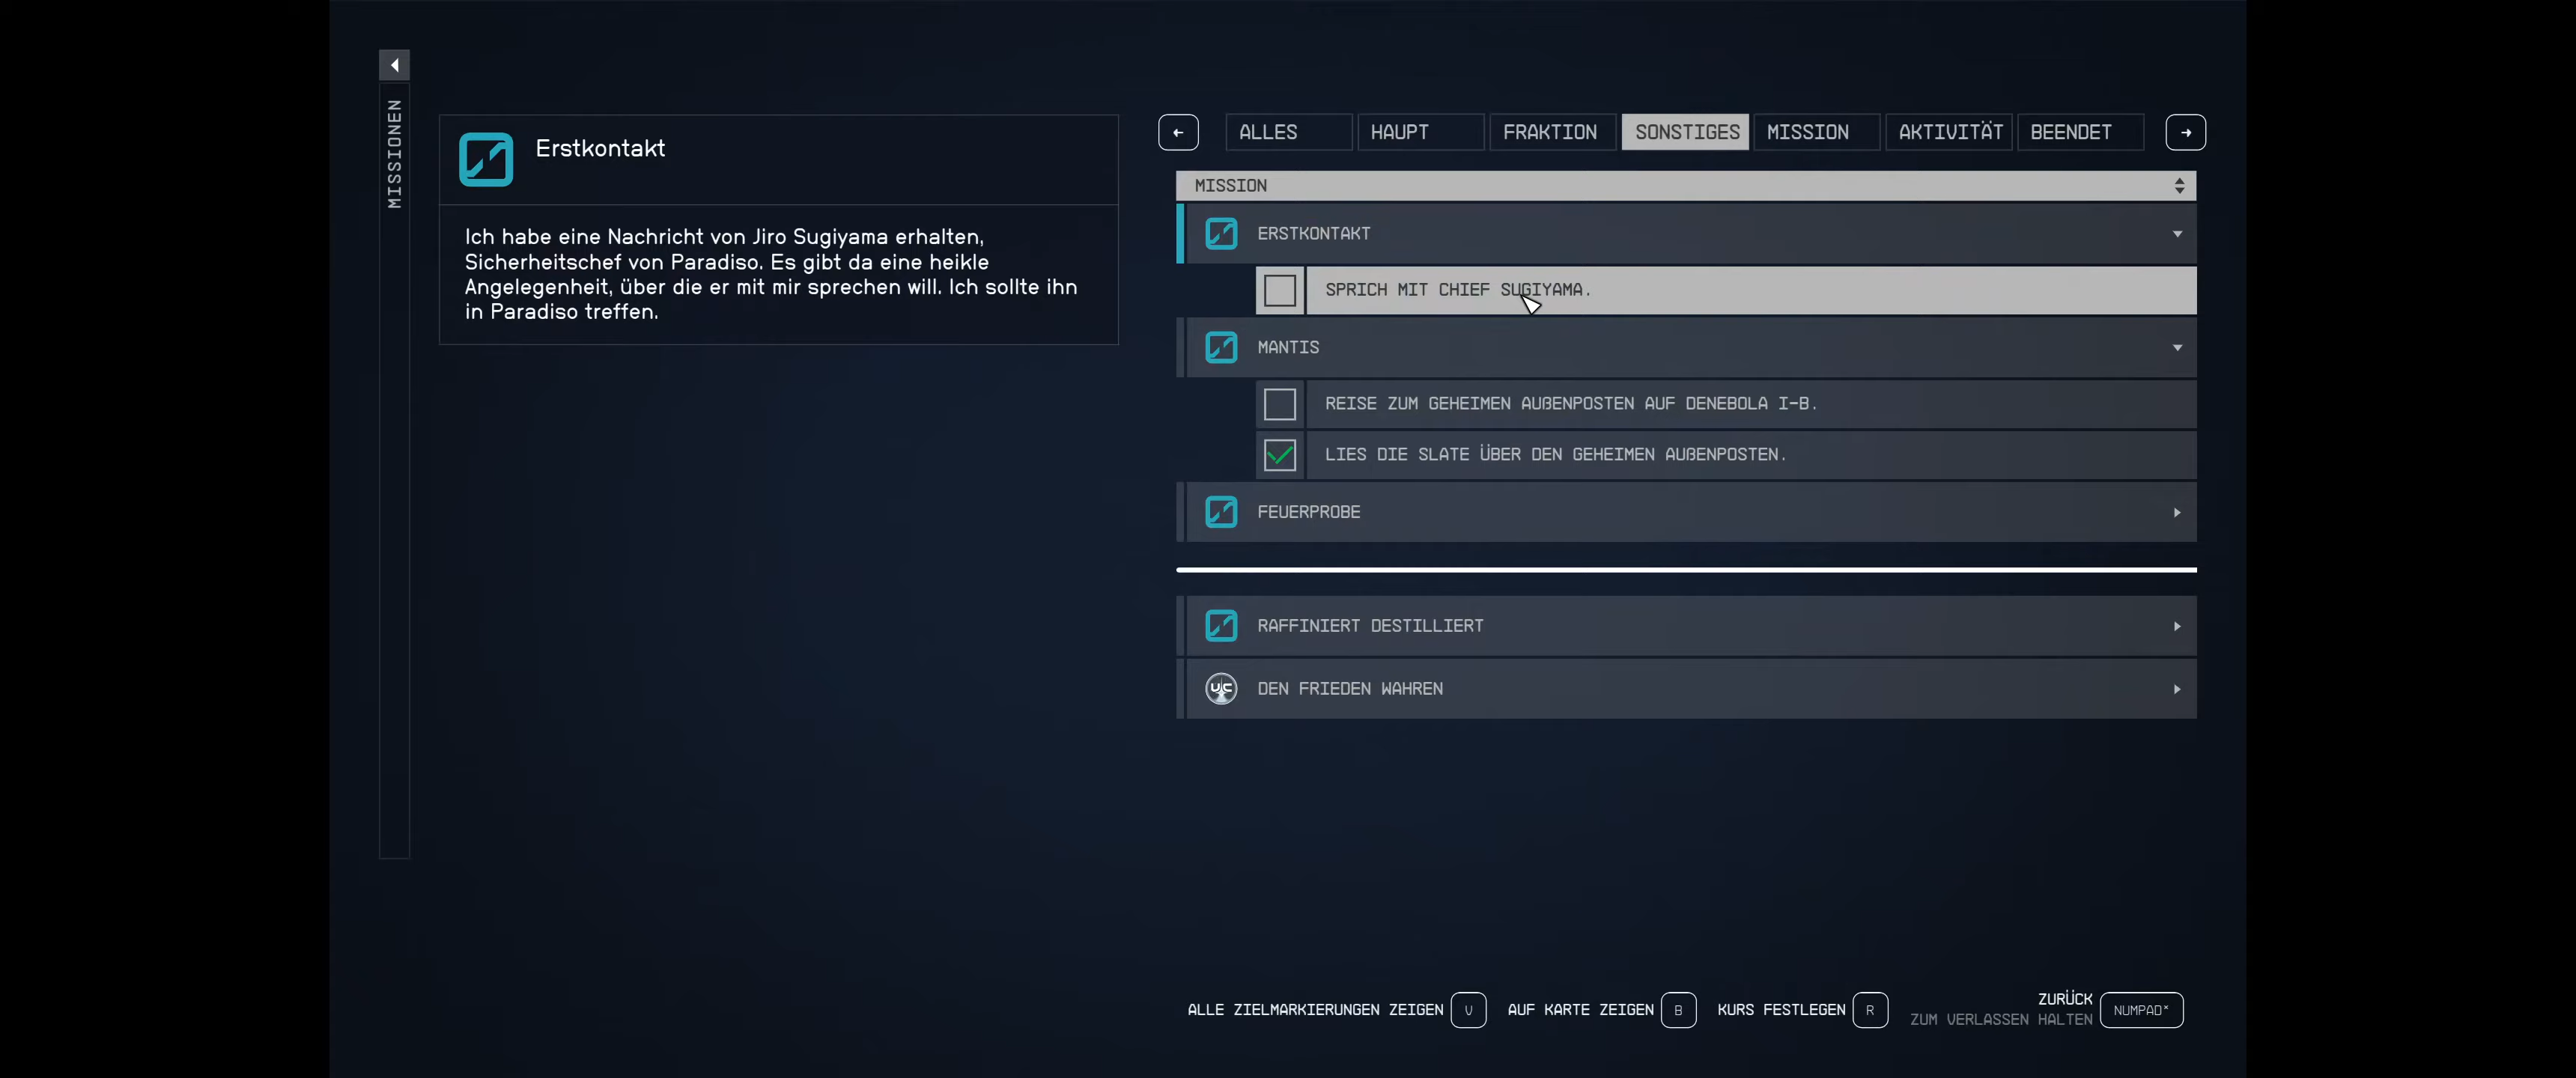 MISSIONEN
Erstkontakt
Ich habe eine Nachricht von Jiro Sugiyama erhalten,
Sicherheitschef von Paradiso. Es gibt da eine heikle
Angelegenheit, über die er mit mir sprechen will. Ich sollte ihn
in Paradiso treffen.
ALLES HAUPT FRAKTION SONSTIGES MISSION AKTIVITÄT BEENDET
MISSION
ERSTKONTAKT
SPRICH MIT CHIEF SUGIYAMA.
MANTIS
REISE ZUM GEHEIMEN AUßENPOSTEN AUF DENEBOLA I-B.
LIES DIE SLATE ÜBER DEN GEHEIMEN AUßENPOSTEN.
FEUERPROBE
RAFFINIERT DESTILLIERT
UC DEN FRIEDEN WAHREN
ALLE ZIELMARKIERUNGEN ZEIGEN V AUF KARTE ZEIGEN B KURS FESTLEGEN R ZURÜCK NUMPAD*
ZUM VERLASSEN HALTEN